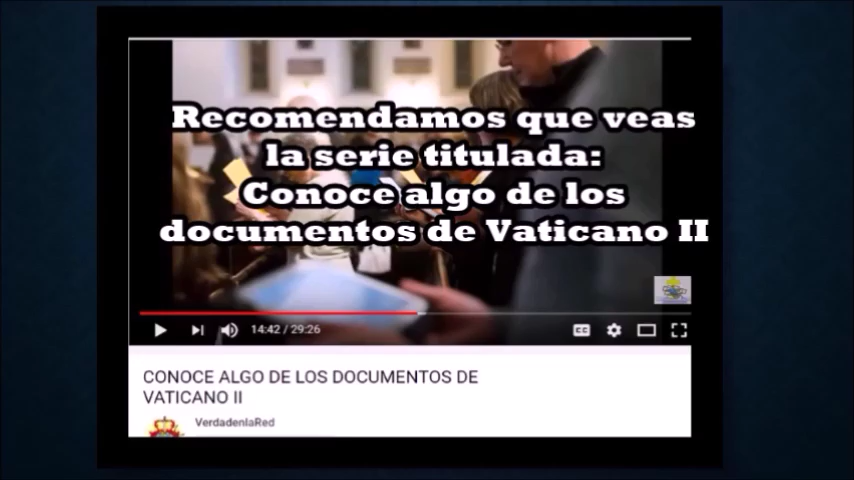 Recomendamos que veas
la serie titulada:
Conoce algo de los
documentos de Vaticano II
14:42 / 29:26
CC
CONOCE ALGO DE LOS DOCUMENTOS DE
VATICANO II
VerdadenlaRed